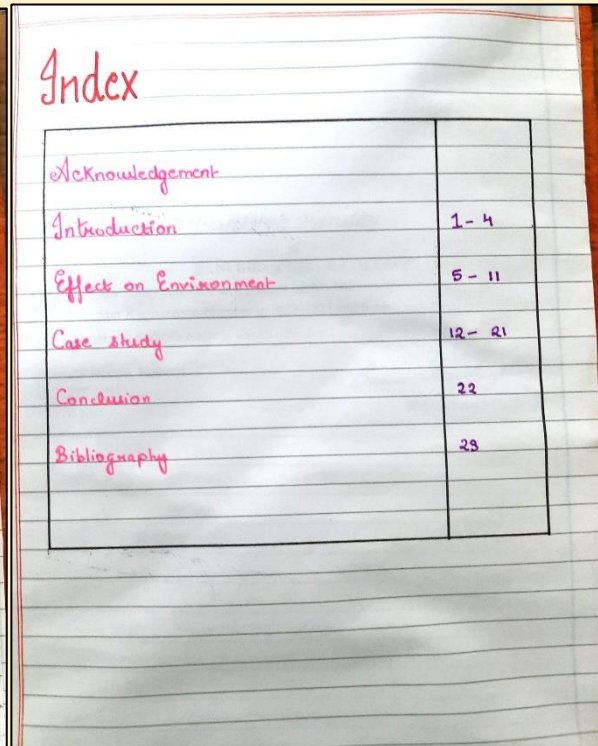 Index
Acknowledgement
Introduction 1-4
Effect on Environment 5-11
Case study 12-21
Conclusion 22
Bibliography 23